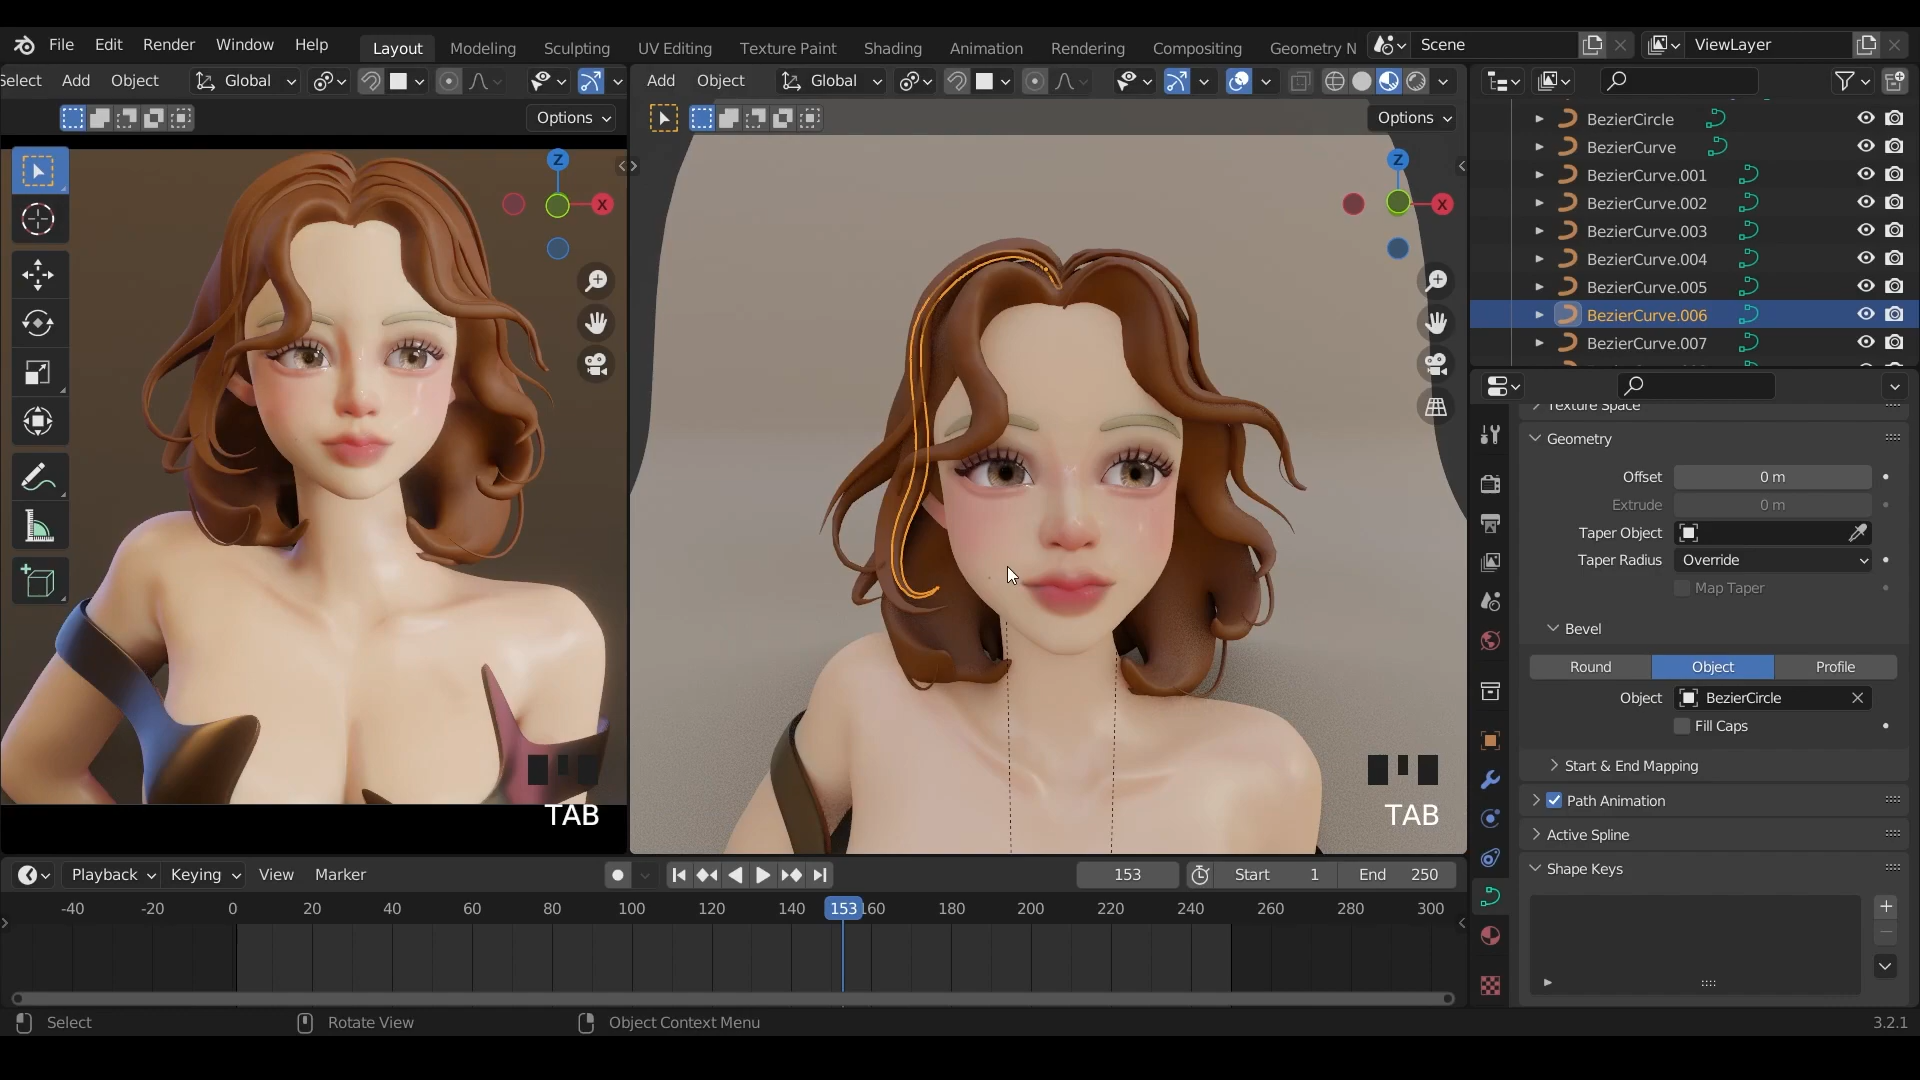 File Edit Render Window Help Layout Modeling Sculpting UV Editing Texture Paint Shading Animation Rendering Compositing Geometry N Scene ViewLayer
Select Add Object Global Add Object Global
Options Options
Z Z
X X
BezierCircle
BezierCurve
BezierCurve.001
BezierCurve.002
BezierCurve.003
BezierCurve.004
BezierCurve.005
BezierCurve.006
BezierCurve.007
Texture Space
Geometry
Offset 0 m
Extrude 0 m
Taper Object
Taper Radius Override
Map Taper
Bevel
Round Object Profile
Object BezierCircle
Fill Caps
Start & End Mapping
Path Animation
Active Spline
Shape Keys
TAB TAB
Playback Keying View Marker 153 Start 1 End 250
-40 -20 0 20 40 60 80 100 120 140 153 160 180 200 220 240 260 280 300
Select Rotate View Object Context Menu 3.2.1